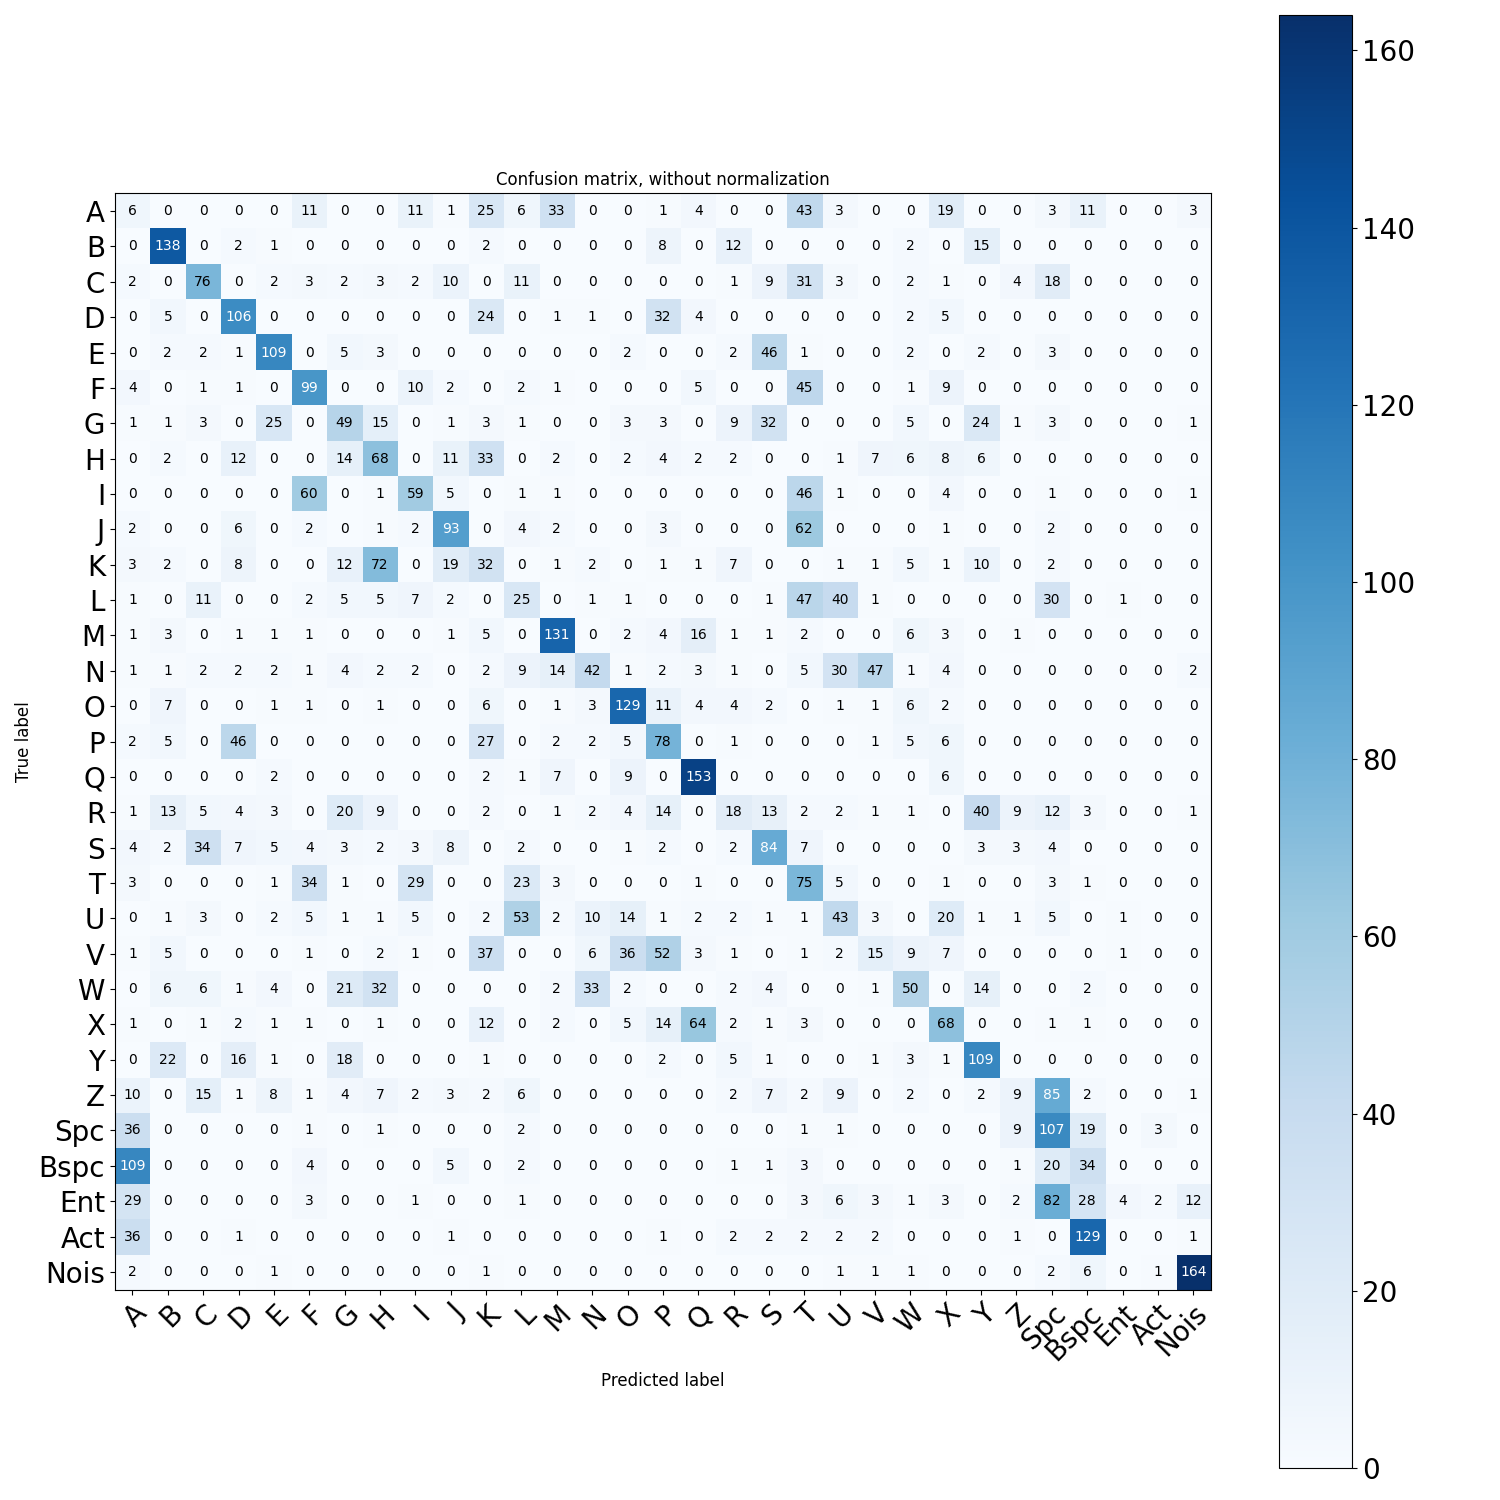 Confusion matrix, without normalization
A 6 0 0 0 0 11 0 0 11 1 25 6 33 0 0 1 4 0 0 43 3 0 0 19 0 0 3 11 0 0 3
B 0 138 0 2 1 0 0 0 0 0 2 0 0 0 0 8 0 12 0 0 0 0 2 0 15 0 0 0 0 0 0
C 2 0 76 0 2 3 2 3 2 10 0 11 0 0 0 0 0 1 9 31 3 0 2 1 0 4 18 0 0 0 0
D 0 5 0 106 0 0 0 0 0 0 24 0 1 1 0 32 4 0 0 0 0 0 2 5 0 0 0 0 0 0 0
E 0 2 2 1 109 0 5 3 0 0 0 0 0 0 2 0 0 2 46 1 0 0 2 0 2 0 3 0 0 0 0
F 4 0 1 1 0 99 0 0 10 2 0 2 1 0 0 0 5 0 0 45 0 0 1 9 0 0 0 0 0 0 0
G 1 1 3 0 25 0 49 15 0 1 3 1 0 0 3 3 0 9 32 0 0 0 5 0 24 1 3 0 0 0 1
H 0 2 0 12 0 0 14 68 0 11 33 0 2 0 2 4 2 2 0 0 1 7 6 8 6 0 0 0 0 0 0
I 0 0 0 0 0 60 0 1 59 5 0 1 1 0 0 0 0 0 0 46 1 0 0 4 0 0 1 0 0 0 1
J 2 0 0 6 0 2 0 1 2 93 0 4 2 0 0 3 0 0 0 62 0 0 0 1 0 0 2 0 0 0 0
K 3 2 0 8 0 0 12 72 0 19 32 0 1 2 0 1 1 7 0 0 1 1 5 1 10 0 2 0 0 0 0
L 1 0 11 0 0 2 5 5 7 2 0 25 0 1 1 0 0 0 1 47 40 1 0 0 0 0 30 0 1 0 0
M 1 3 0 1 1 1 0 0 0 1 5 0 131 0 2 4 16 1 1 2 0 0 6 3 0 1 0 0 0 0 0
N 1 1 2 2 2 1 4 2 2 0 2 9 14 42 1 2 3 1 0 5 30 47 1 4 0 0 0 0 0 0 2
O 0 7 0 0 1 1 0 1 0 0 6 0 1 3 129 11 4 4 2 0 1 1 6 2 0 0 0 0 0 0 0
P 2 5 0 46 0 0 0 0 0 0 27 0 2 2 5 78 0 1 0 0 0 1 5 6 0 0 0 0 0 0 0
Q 0 0 0 0 2 0 0 0 0 0 2 1 7 0 9 0 153 0 0 0 0 0 0 6 0 0 0 0 0 0 0
R 1 13 5 4 3 0 20 9 0 0 2 0 1 2 4 14 0 18 13 2 2 1 1 0 40 9 12 3 0 0 1
S 4 2 34 7 5 4 3 2 3 8 0 2 0 0 1 2 0 2 84 7 0 0 0 0 3 3 4 0 0 0 0
T 3 0 0 0 1 34 1 0 29 0 0 23 3 0 0 0 1 0 0 75 5 0 0 1 0 0 3 1 0 0 0
U 0 1 3 0 2 5 1 1 5 0 2 53 2 10 14 1 2 2 1 1 43 3 0 20 1 1 5 0 1 0 0
V 1 5 0 0 0 1 0 2 1 0 37 0 0 6 36 52 3 1 0 1 2 15 9 7 0 0 0 0 1 0 0
W 0 6 6 1 4 0 21 32 0 0 0 0 2 33 2 0 0 2 4 0 0 1 50 0 14 0 0 2 0 0 0
X 1 0 1 2 1 1 0 1 0 0 12 0 2 0 5 14 64 2 1 3 0 0 0 68 0 0 1 1 0 0 0
Y 0 22 0 16 1 0 18 0 0 0 1 0 0 0 0 2 0 5 1 0 0 1 3 1 109 0 0 0 0 0 0
Z 10 0 15 1 8 1 4 7 2 3 2 6 0 0 0 0 0 2 7 2 9 0 2 0 2 9 85 2 0 0 1
Spc 36 0 0 0 0 1 0 1 0 0 0 2 0 0 0 0 0 0 0 1 1 0 0 0 0 9 107 19 0 3 0
Bspc 109 0 0 0 0 4 0 0 0 5 0 2 0 0 0 0 0 1 1 3 0 0 0 0 0 1 20 34 0 0 0
Ent 29 0 0 0 0 3 0 0 1 0 0 1 0 0 0 0 0 0 0 3 6 3 1 3 0 2 82 28 4 2 12
Act 36 0 0 1 0 0 0 0 0 1 0 0 0 0 0 1 0 2 2 2 2 2 0 0 0 1 0 129 0 0 1
Nois 2 0 0 0 1 0 0 0 0 0 1 0 0 0 0 0 0 0 0 0 1 1 1 0 0 0 2 6 0 1 164
A B C D E F G H I J K L M N O P Q R S T U V W X Y Z Spc Bspc Ent Act Nois
Predicted label
True label
160
140
120
100
80
60
40
20
0